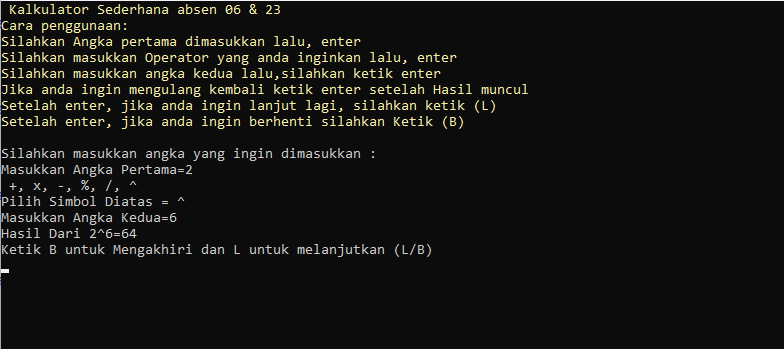 Kalkulator Sederhana absen 06 & 23
Cara penggunaan:
Silahkan Angka pertama dimasukkan lalu, enter
Silahkan masukkan Operator yang anda inginkan lalu, enter
Silahkan masukkan angka kedua lalu,silahkan ketik enter
Jika anda ingin mengulang kembali ketik enter setelah Hasil muncul
Setelah enter, jika anda ingin lanjut lagi, silahkan ketik (L)
Setelah enter, jika anda ingin berhenti silahkan Ketik (B)
Silahkan masukkan angka yang ingin dimasukkan :
Masukkan Angka Pertama=2
+, x, -, %, /, ^
Pilih Simbol Diatas = ^
Masukkan Angka Kedua=6
Hasil Dari 2^6=64
Ketik B untuk Mengakhiri dan L untuk melanjutkan (L/B)